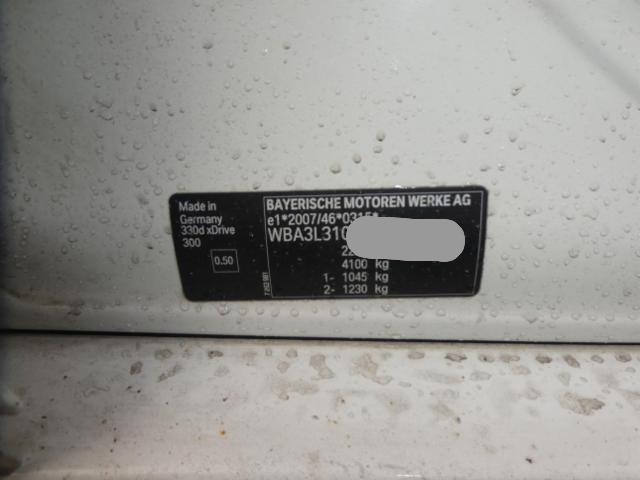 Made in
Germany
330d xDrive
300
0.50
BAYERISCHE MOTOREN WERKE AG
e1*2007/46*0315*
WBA3L310
4100 kg
1- 1045 kg
2- 1230 kg